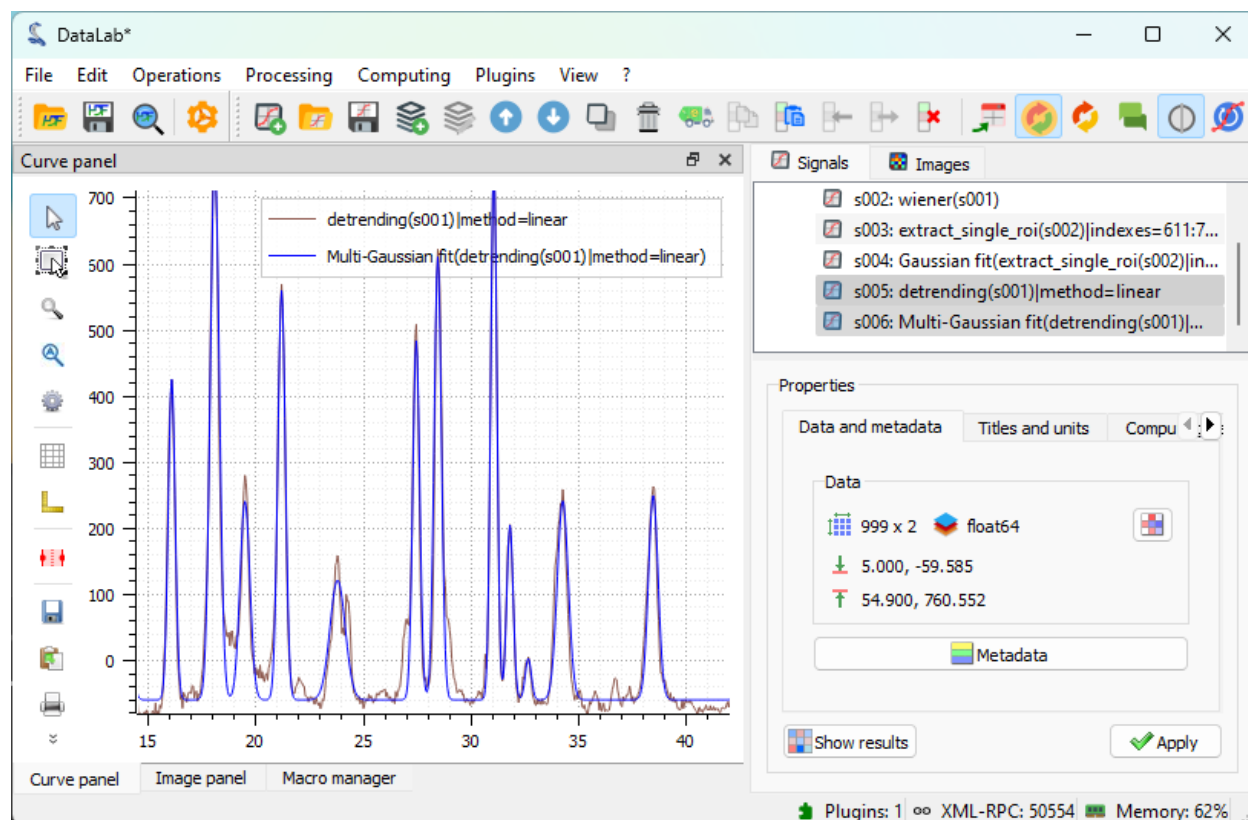 DataLab*
File Edit Operations Processing Computing Plugins View ?
Curve panel
Signals Images
700
600
500
400
300
200
100
0
15 20 25 30 35 40
detrending(s001)|method=linear
Multi-Gaussian fit(detrending(s001)|method=linear)
s002: wiener(s001)
s003: extract_single_roi(s002)|indexes=611:7...
s004: Gaussian fit(extract_single_roi(s002)|in...
s005: detrending(s001)|method=linear
s006: Multi-Gaussian fit(detrending(s001)|...
Properties
Data and metadata Titles and units Compu
Data
999 x 2 float64
5.000, -59.585
54.900, 760.552
Metadata
Show results Apply
Curve panel Image panel Macro manager
Plugins: 1 XML-RPC: 50554 Memory: 62%